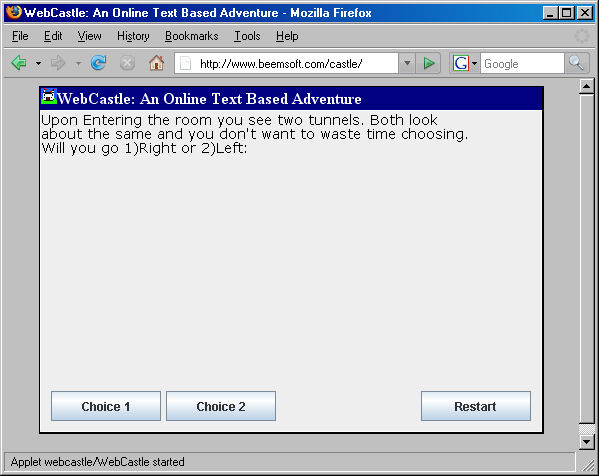 WebCastle: An Online Text Based Adventure - Mozilla Firefox
File Edit View History Bookmarks Tools Help
http://www.beemsoft.com/castle/ G Google
WebCastle: An Online Text Based Adventure
Upon Entering the room you see two tunnels. Both look
about the same and you don't want to waste time choosing.
Will you go 1)Right or 2)Left:
Choice 1 Choice 2 Restart
Applet webcastle/WebCastle started